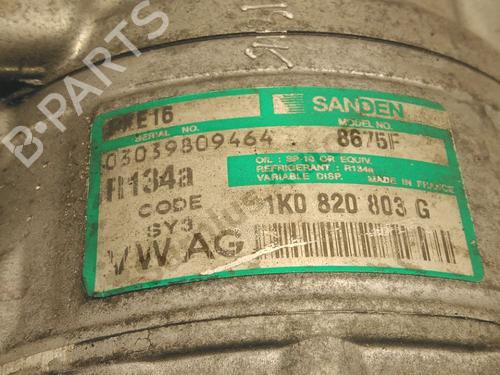 E16 SANDEN
SERIAL NO. MODEL NO.
03039809464 8675F
OIL : SP-10 OR EQUIV.
REFRIGERANT : R134a
VARIABLE DISP. MADE IN FRANCE
R134a
CODE
SY3
1K0 820 803 G
VW AG